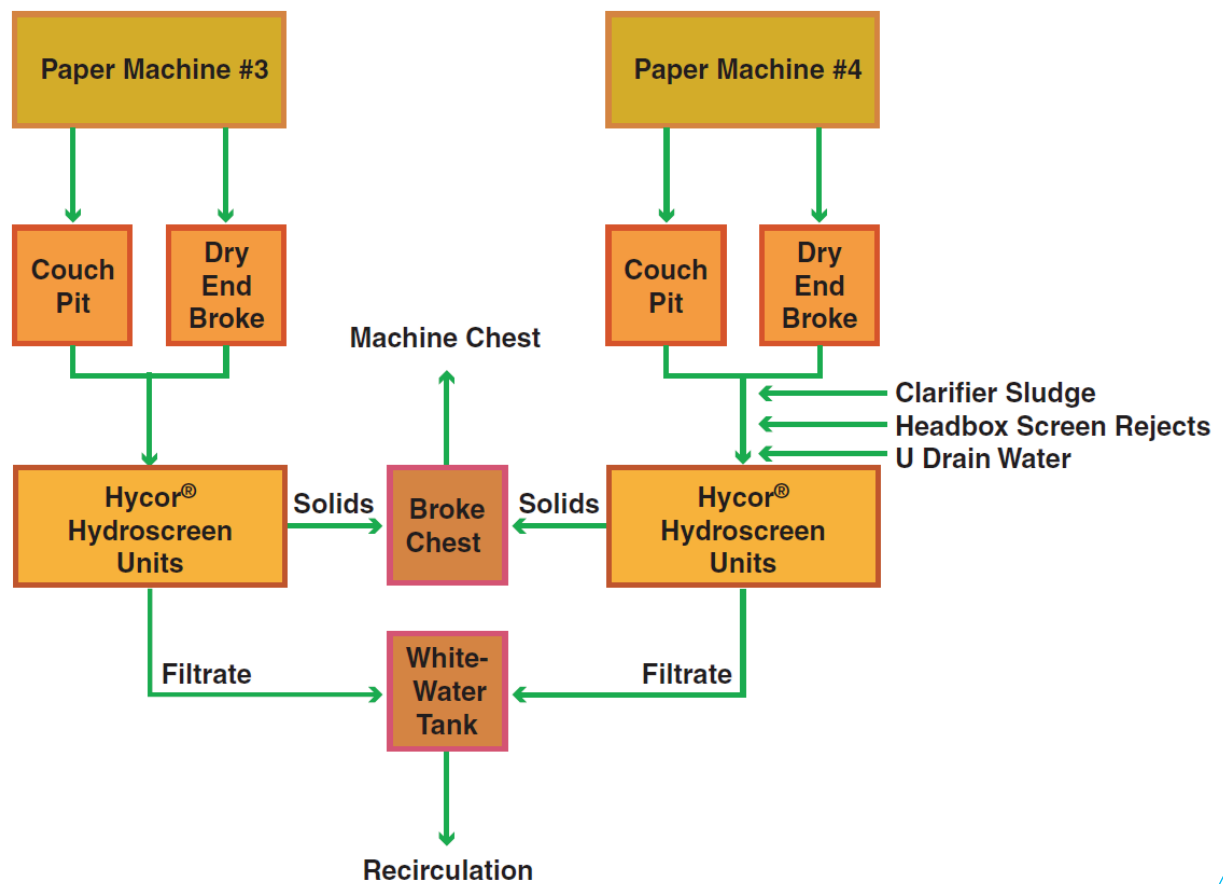 Paper Machine #3
Paper Machine #4
Couch
Pit
Dry
End
Broke
Couch
Pit
Dry
End
Broke
Machine Chest
Clarifier Sludge
Headbox Screen Rejects
U Drain Water
Hycor®
Hydroscreen
Units
Solids
Broke
Chest
Solids
Hycor®
Hydroscreen
Units
Filtrate
White-
Water
Tank
Filtrate
Recirculation